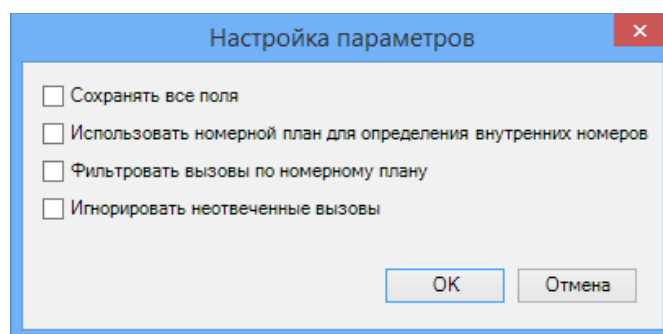 Настройка параметров
Сохранять все поля
Использовать номерной план для определения внутренних номеров
Фильтровать вызовы по номерному плану
Игнорировать неотвеченные вызовы
OK
Отмена